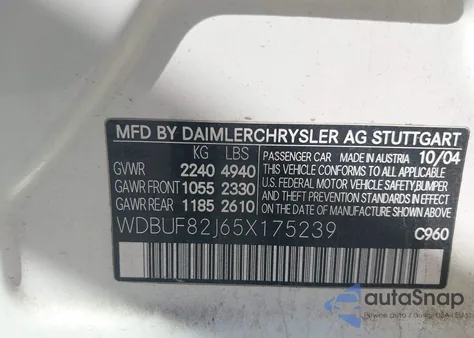 MFD BY DAIMLERCHRYSLER AG STUTTGART
KG LBS
GVWR 2240 4940
GAWR FRONT 1055 2330
GAWR REAR 1185 2610
PASSENGER CAR MADE IN AUSTRIA 10/04
THIS CAR CONFORMS TO ALL APPLICABLE
U.S. FEDERAL MOTOR VEHICLE SAFETY, BUMPER
AND THEFT PREVENTION STANDARDS IN EFFECT
ON THE DATE OF MANUFACTURE SHOWN ABOVE.
WDBUF82J65X175239 C960
autoSnap